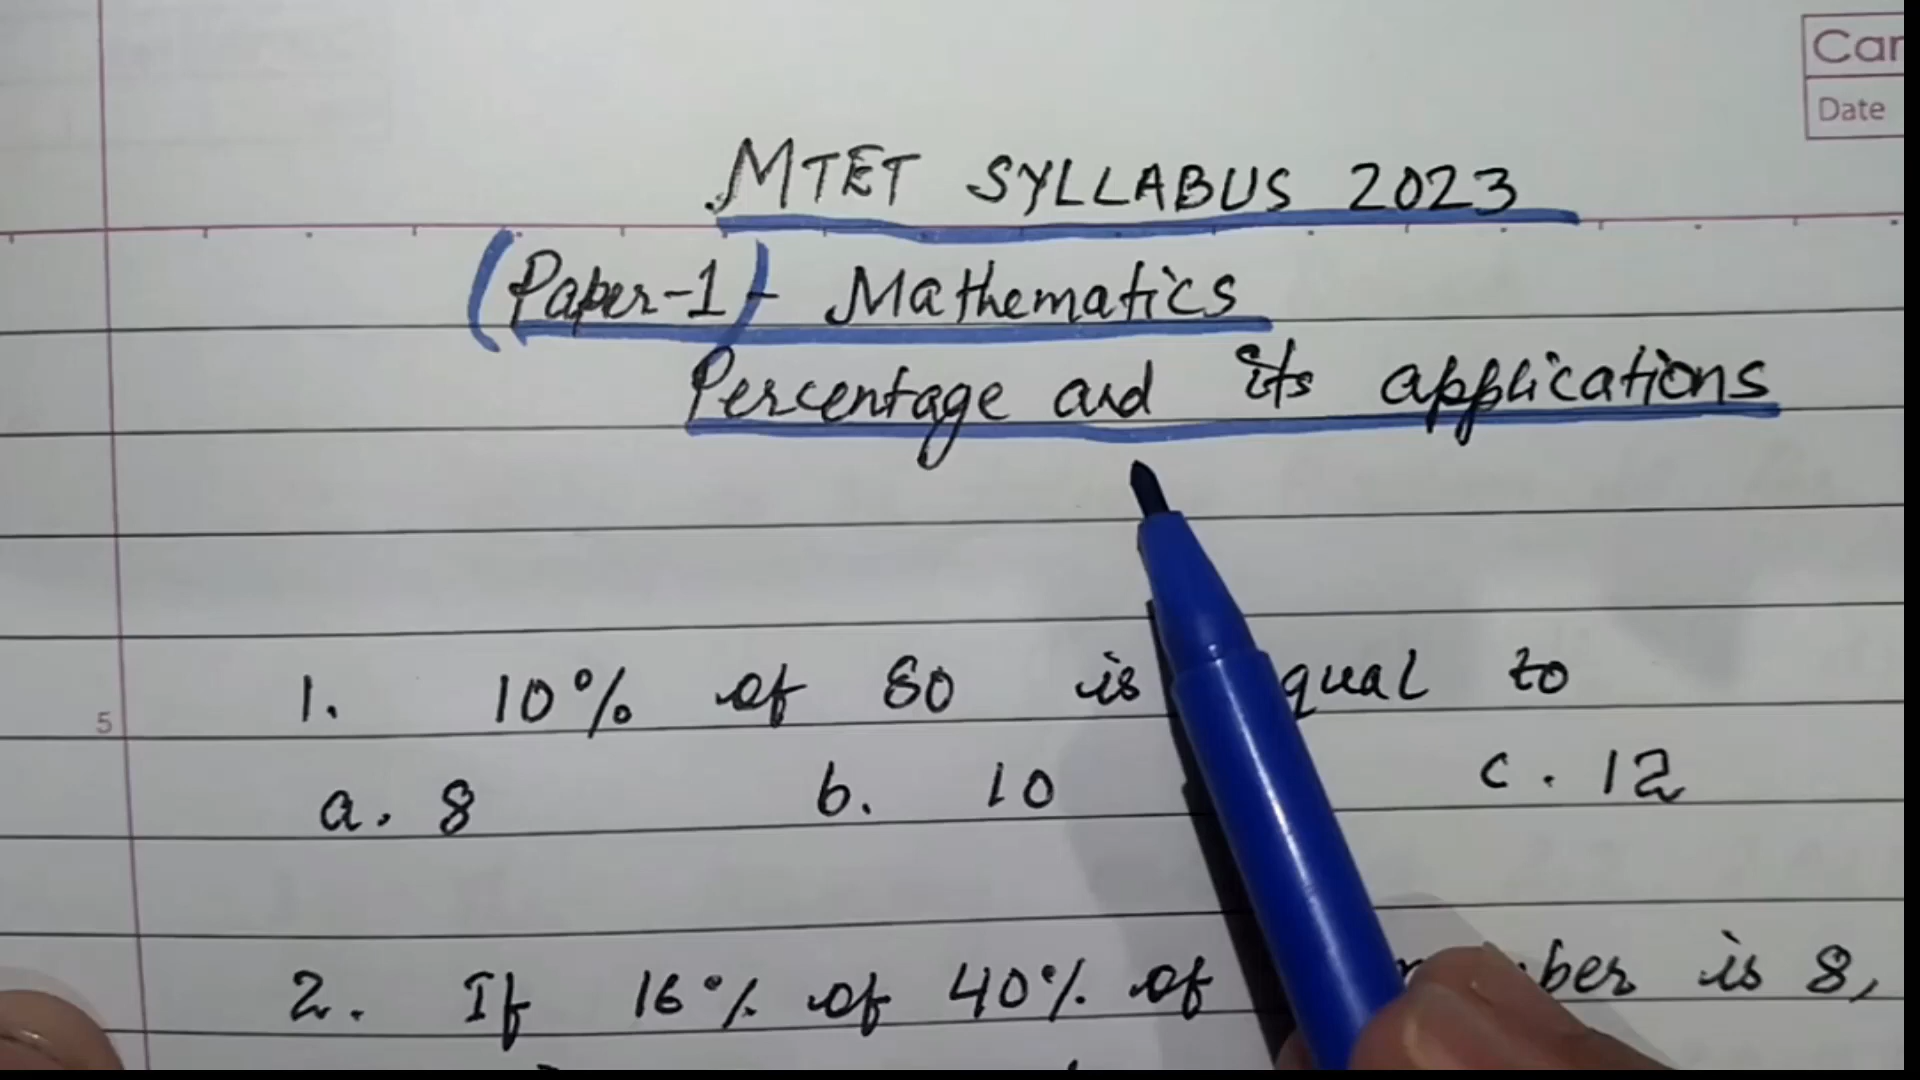 Car
Date
MTET SYLLABUS 2023
(Paper-1) - Mathematics
Percentage and its applications
1. 10% of 80 is qual to
a. 8 b. 10 c. 12
5
2. If 16% of 40% of ber is 8,